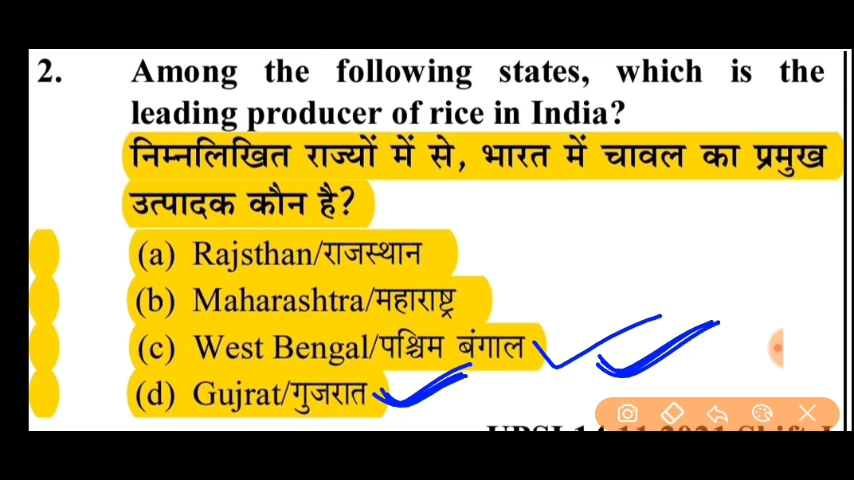 2. Among the following states, which is the
leading producer of rice in India?
निम्नलिखित राज्यों में से, भारत में चावल का प्रमुख
उत्पादक कौन है?
(a) Rajsthan/राजस्थान
(b) Maharashtra/महाराष्ट्र
(c) West Bengal/पश्चिम बंगाल
(d) Gujrat/गुजरात